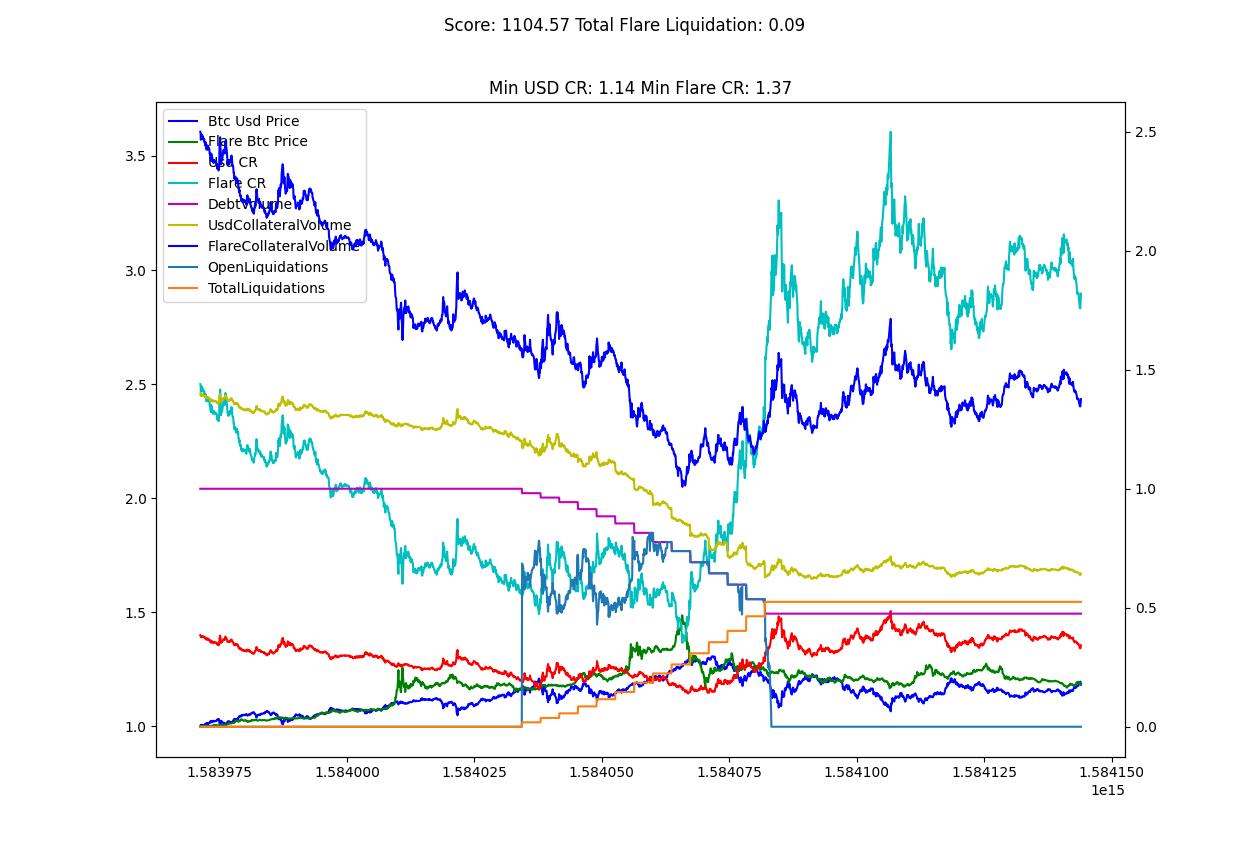 Score: 1104.57 Total Flare Liquidation: 0.09
Min USD CR: 1.14 Min Flare CR: 1.37
Btc Usd Price
Flare Btc Price
Usd CR
Flare CR
DebtVolume
UsdCollateralVolume
FlareCollateralVolume
OpenLiquidations
TotalLiquidations
3.5
3.0
2.5
2.0
1.5
1.0
2.5
2.0
1.5
1.0
0.5
0.0
1.583975 1.584000 1.584025 1.584050 1.584075 1.584100 1.584125 1.584150
1e15